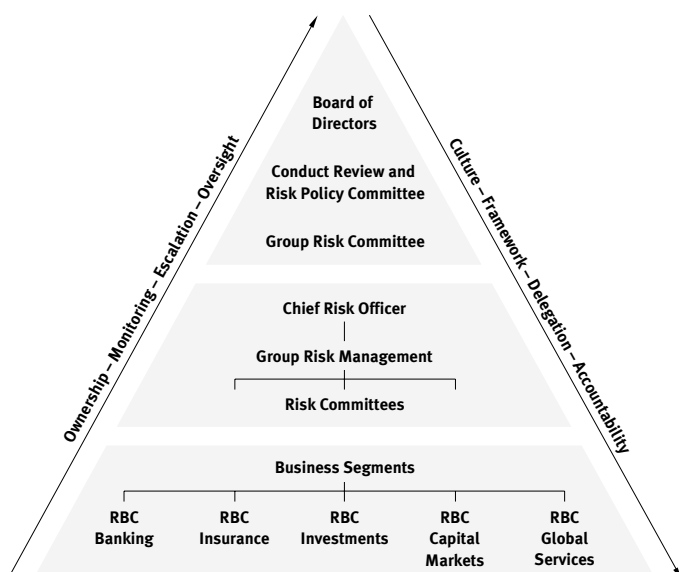 Board of
Directors
Conduct Review and
Risk Policy Committee
Group Risk Committee
Ownership – Monitoring – Escalation – Oversight
Culture – Framework – Delegation – Accountability
Chief Risk Officer
Group Risk Management
Risk Committees
Business Segments
RBC
Banking
RBC
Insurance
RBC
Investments
RBC
Capital
Markets
RBC
Global
Services